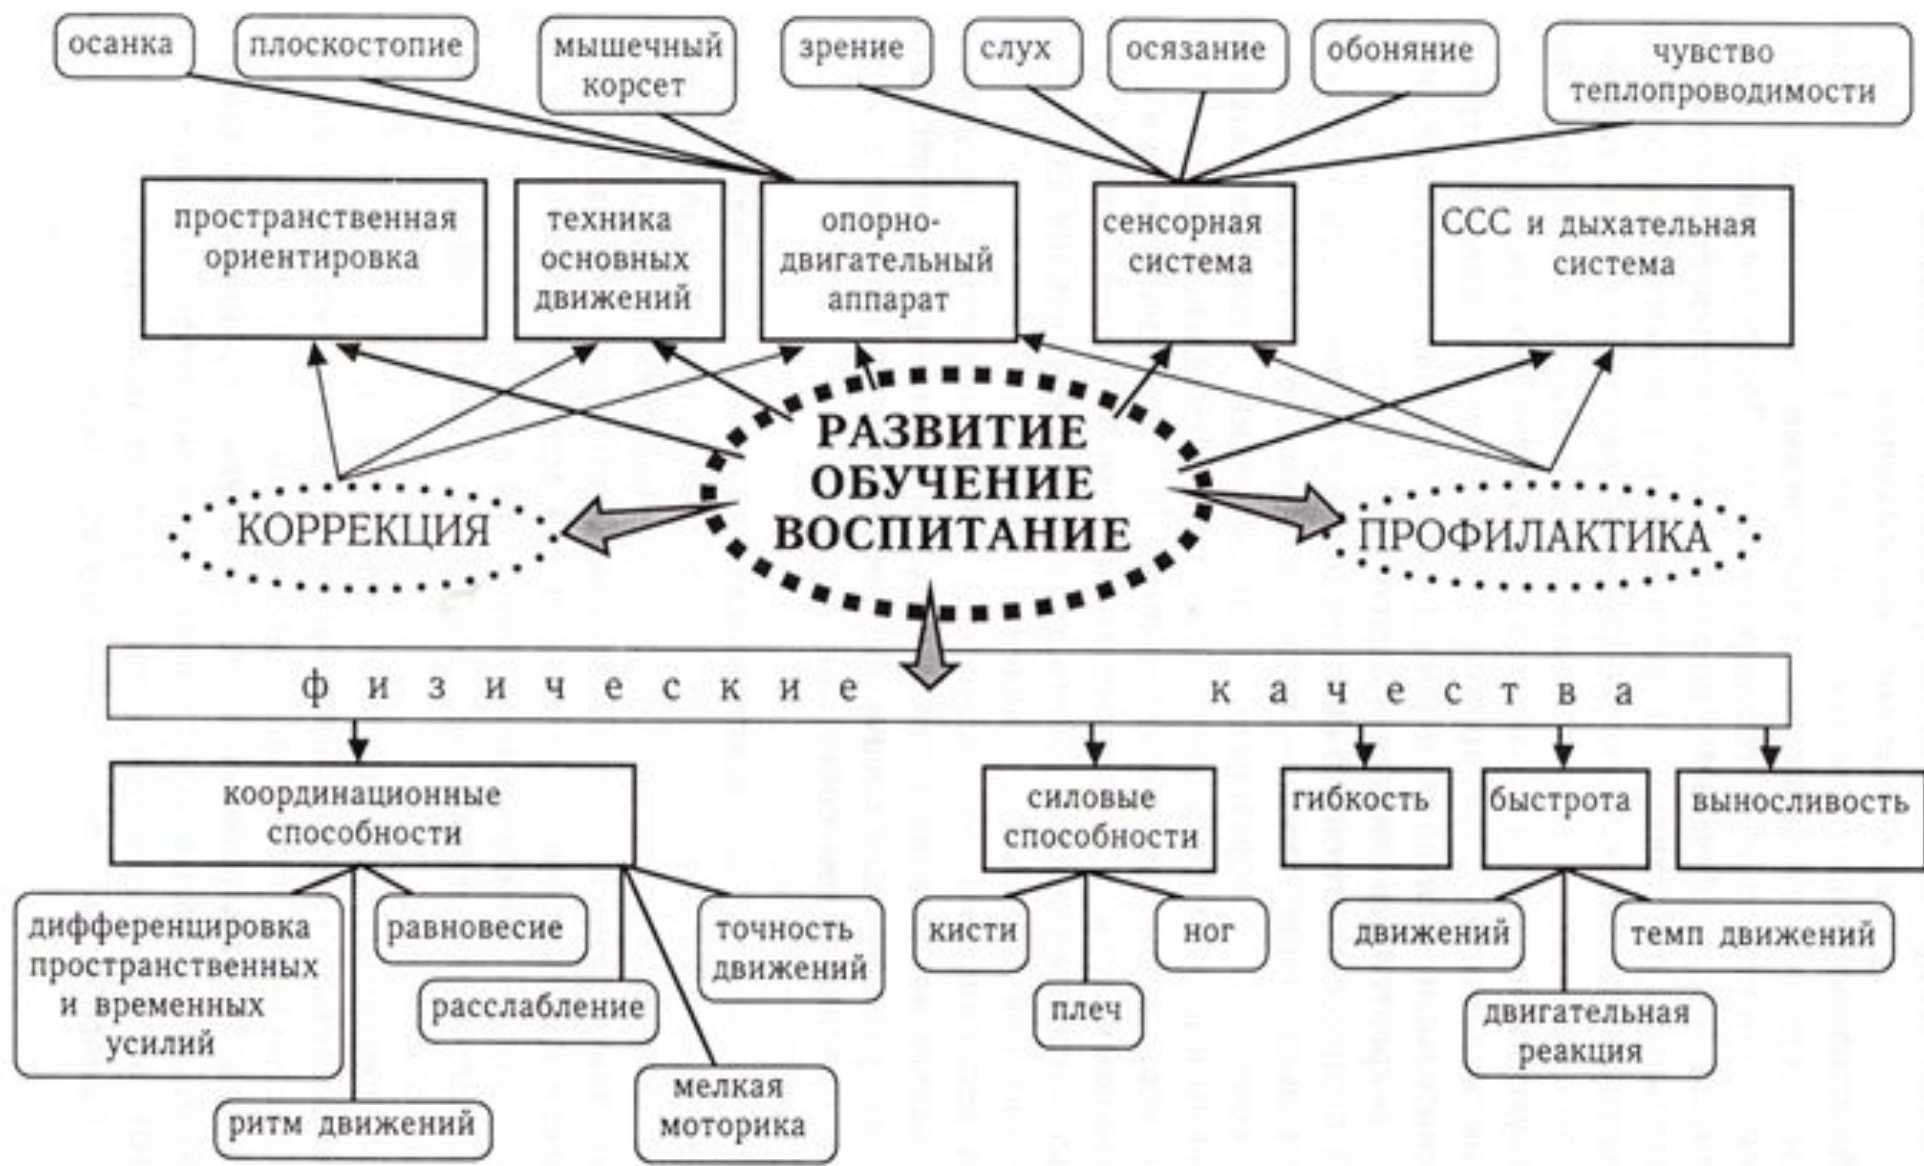 осанка
плоскостопие
мышечный
корсет
зрение
слух
осязание
обоняние
чувство
теплопроводимости
пространственная
ориентировка
техника
основных
движений
опорно-
двигательный
аппарат
сенсорная
система
ССС и дыхательная
система
РАЗВИТИЕ
ОБУЧЕНИЕ
ВОСПИТАНИЕ
КОРРЕКЦИЯ
ПРОФИЛАКТИКА
физические качества
координационные
способности
силовые
способности
гибкость
быстрота
выносливость
дифференцировка
пространственных
и временных
усилий
равновесие
точность
движений
расслабление
ритм движений
мелкая
моторика
кисти
ног
плеч
движений
темп движений
двигательная
реакция